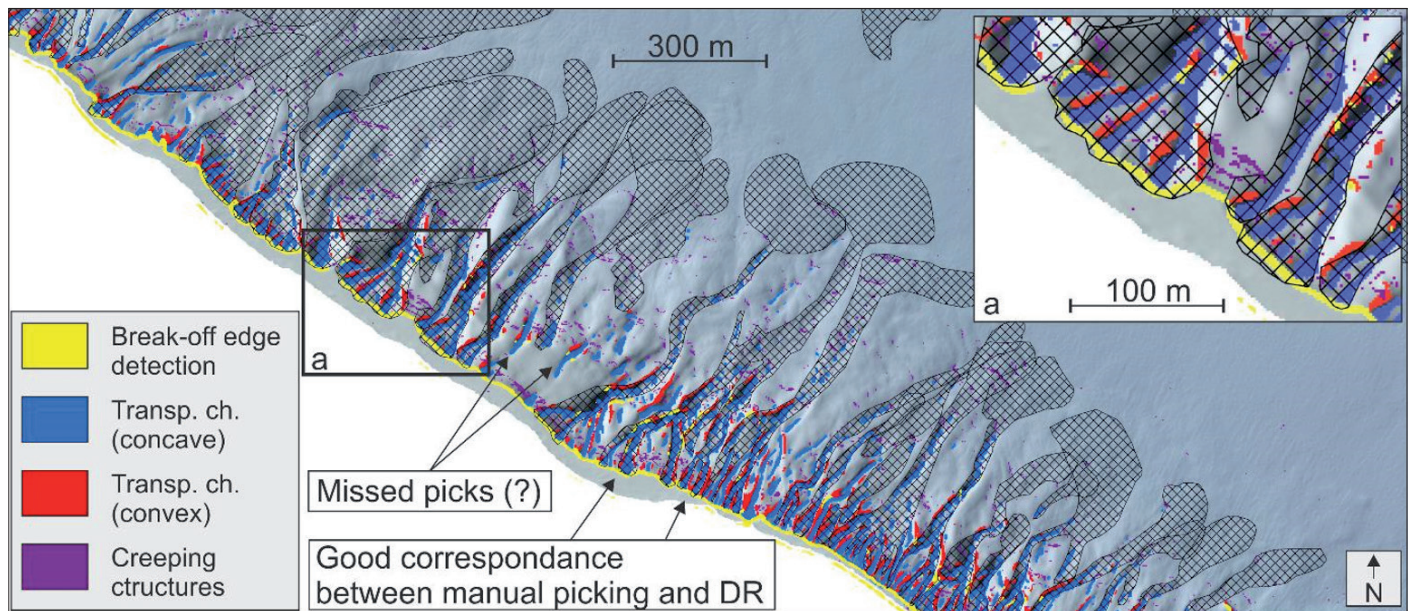 300 m
100 m
a
a
Break-off edge
detection
Transp. ch.
(concave)
Transp. ch.
(convex)
Creeping
ctructures
Missed picks (?)
Good correspondance
between manual picking and DR
N